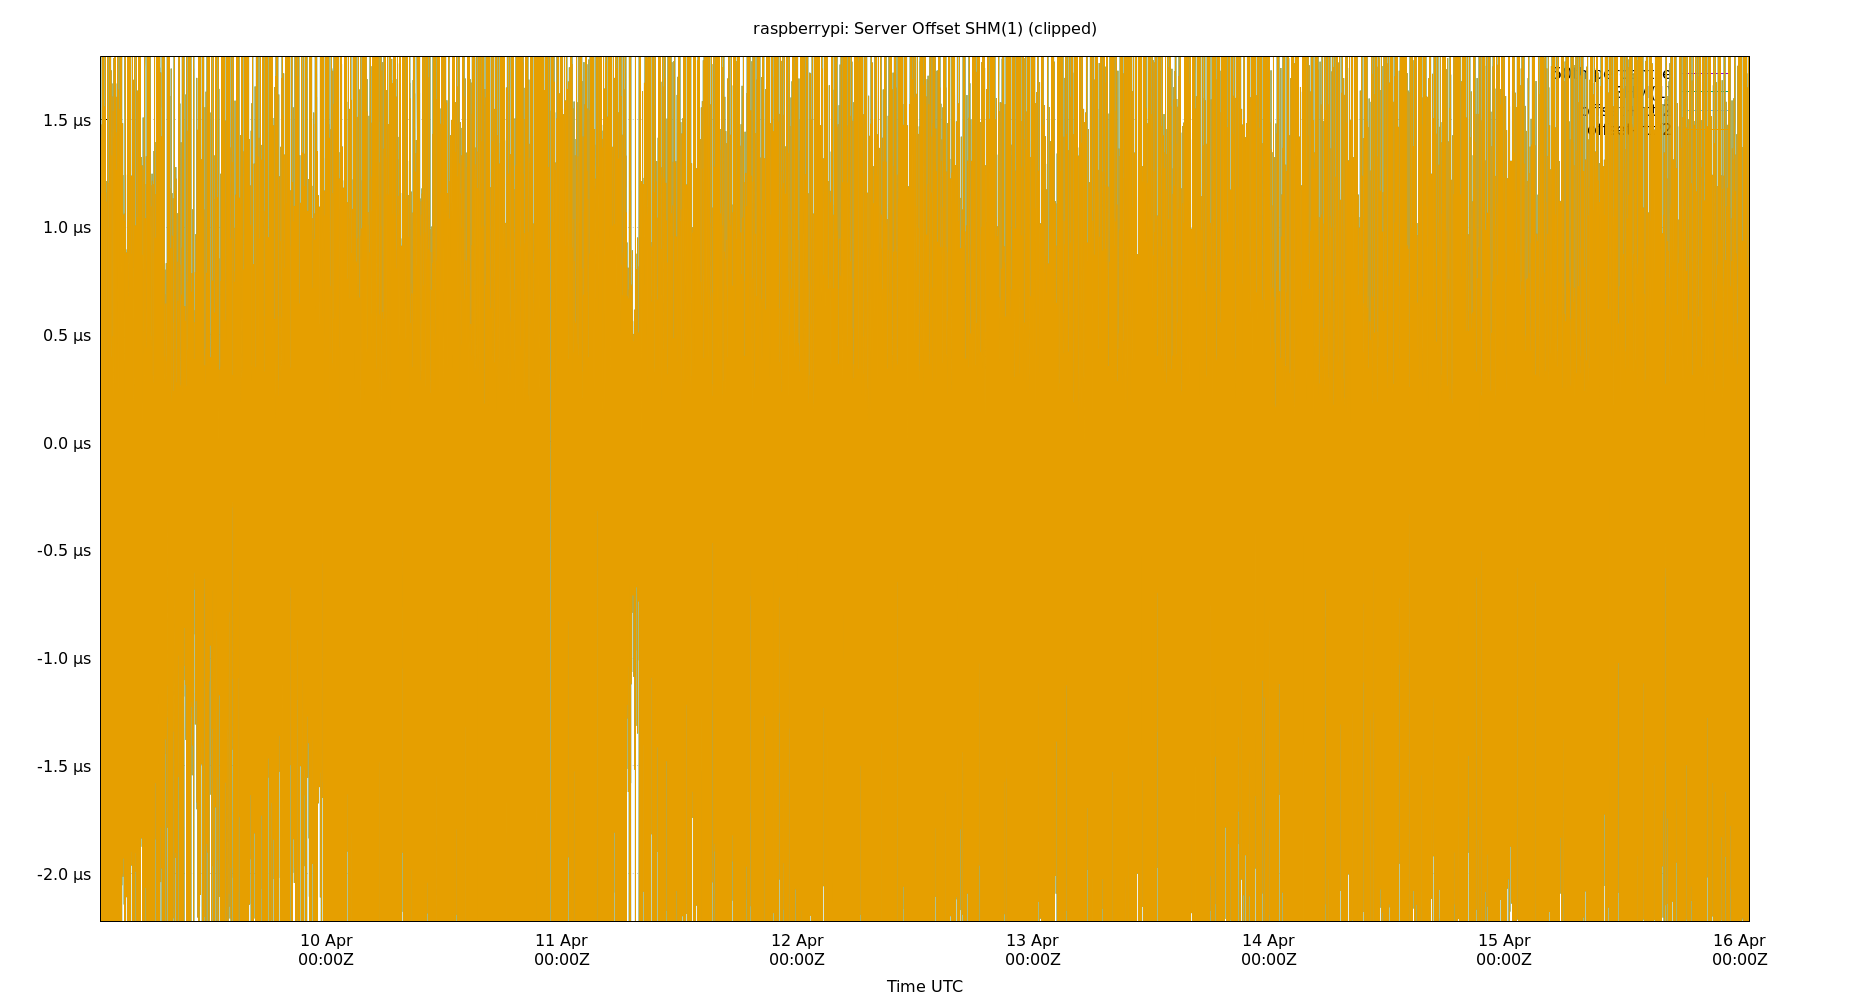 raspberrypi: Server Offset SHM(1) (clipped)
1.5 µs
1.0 µs
0.5 µs
0.0 µs
-0.5 µs
-1.0 µs
-1.5 µs
-2.0 µs
10 Apr
00:00Z
11 Apr
00:00Z
12 Apr
00:00Z
13 Apr
00:00Z
14 Apr
00:00Z
15 Apr
00:00Z
16 Apr
00:00Z
Time UTC